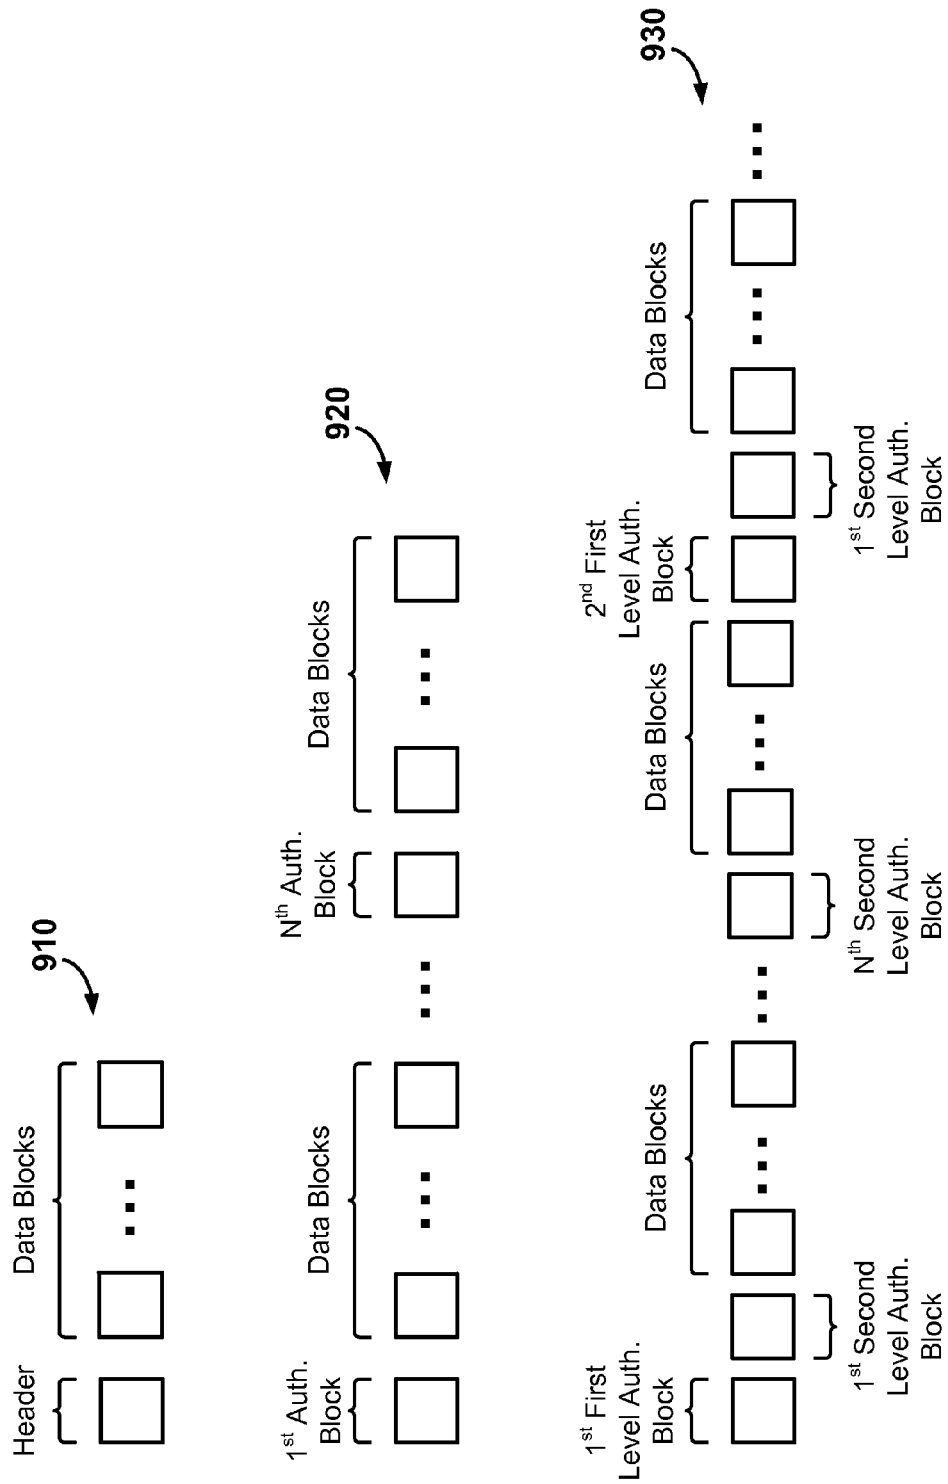 910
Header
Data Blocks
920
1st Auth.
Block
Data Blocks
Nth Auth.
Block
Data Blocks
930
1st First
Level Auth.
Block
Data Blocks
Data Blocks
2nd First
Level Auth.
Block
Data Blocks
1st Second
Level Auth.
Block
Nth Second
Level Auth.
Block
1st Second
Level Auth.
Block